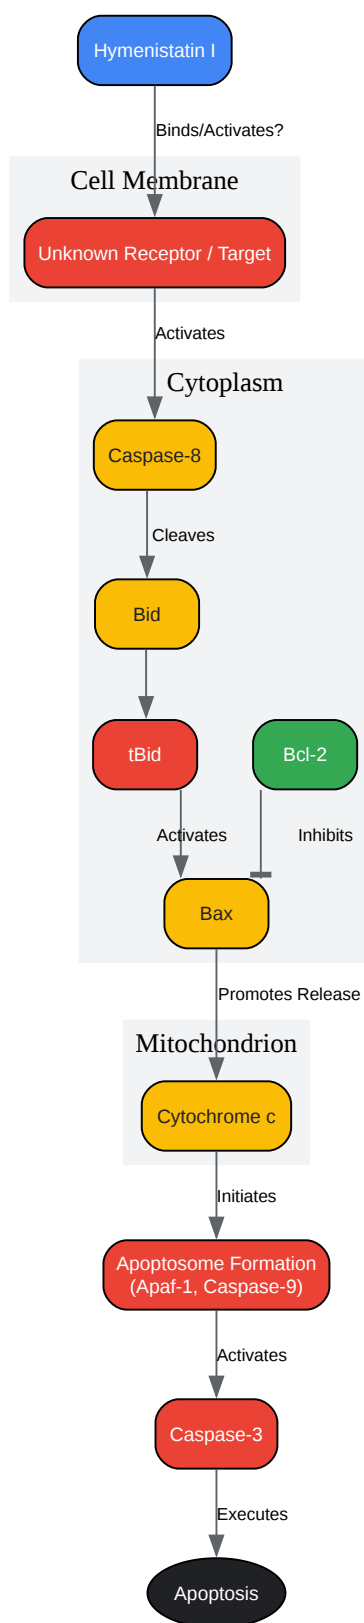 Hymenistatin I
Binds/Activates?
Cell Membrane
Unknown Receptor / Target
Activates
Cytoplasm
Caspase-8
Cleaves
Bid
tBid
Bcl-2
Activates
Inhibits
Bax
Promotes Release
Mitochondrion
Cytochrome c
Initiates
Apoptosome Formation
(Apaf-1, Caspase-9)
Activates
Caspase-3
Executes
Apoptosis